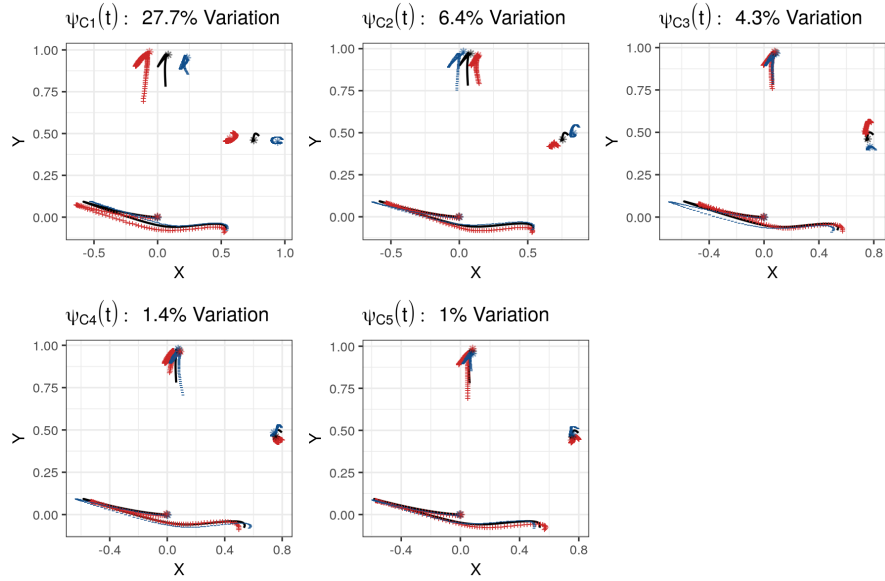 ψC1(t) : 27.7% Variation
ψC2(t) : 6.4% Variation
ψC3(t) : 4.3% Variation
1.00
0.75
0.50
0.25
0.00
Y
-0.5 0.0 0.5 1.0
X
1.00
0.75
0.50
0.25
0.00
Y
-0.5 0.0 0.5
X
1.00
0.75
0.50
0.25
0.00
Y
-0.4 0.0 0.4 0.8
X
ψC4(t) : 1.4% Variation
ψC5(t) : 1% Variation
1.00
0.75
0.50
0.25
0.00
Y
-0.4 0.0 0.4 0.8
X
1.00
0.75
0.50
0.25
0.00
Y
-0.4 0.0 0.4 0.8
X